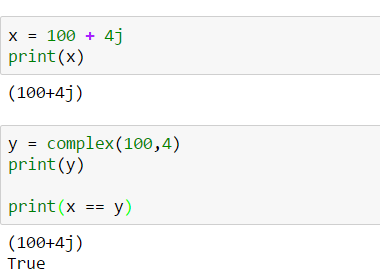 x = 100 + 4j
print(x)
(100+4j)
y = complex(100,4)
print(y)
print(x == y)
(100+4j)
True